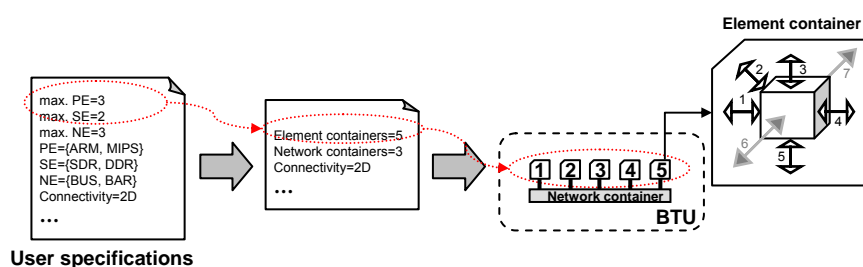 max. PE=3
max. SE=2
max. NE=3
PE={ARM, MIPS}
SE={SDR, DDR}
NE={BUS, BAR}
Connectivity=2D
...
User specifications
Element containers=5
Network containers=3
Connectivity=2D
...
1 2 3 4 5
Network container
BTU
Element container
1
2
3
7
4
6
5